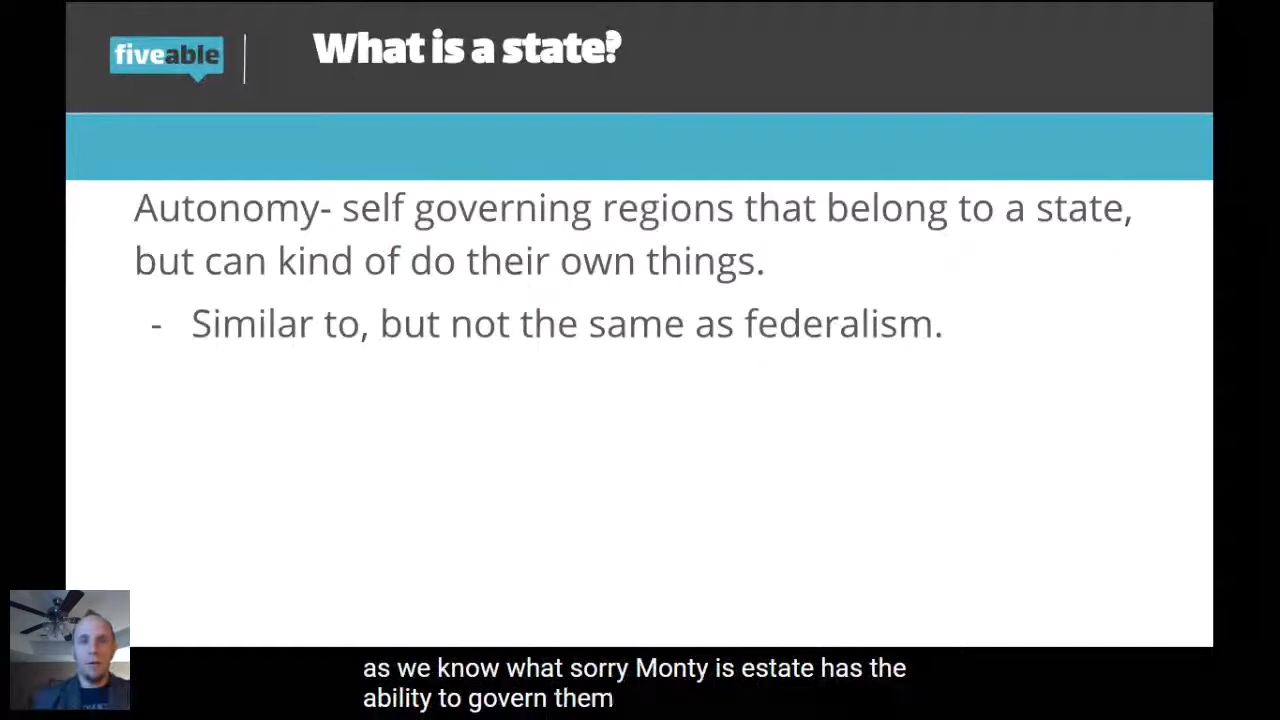 fiveable
What is a state?
Autonomy- self governing regions that belong to a state,
but can kind of do their own things.
- Similar to, but not the same as federalism.
as we know what sorry Monty is estate has the
ability to govern them